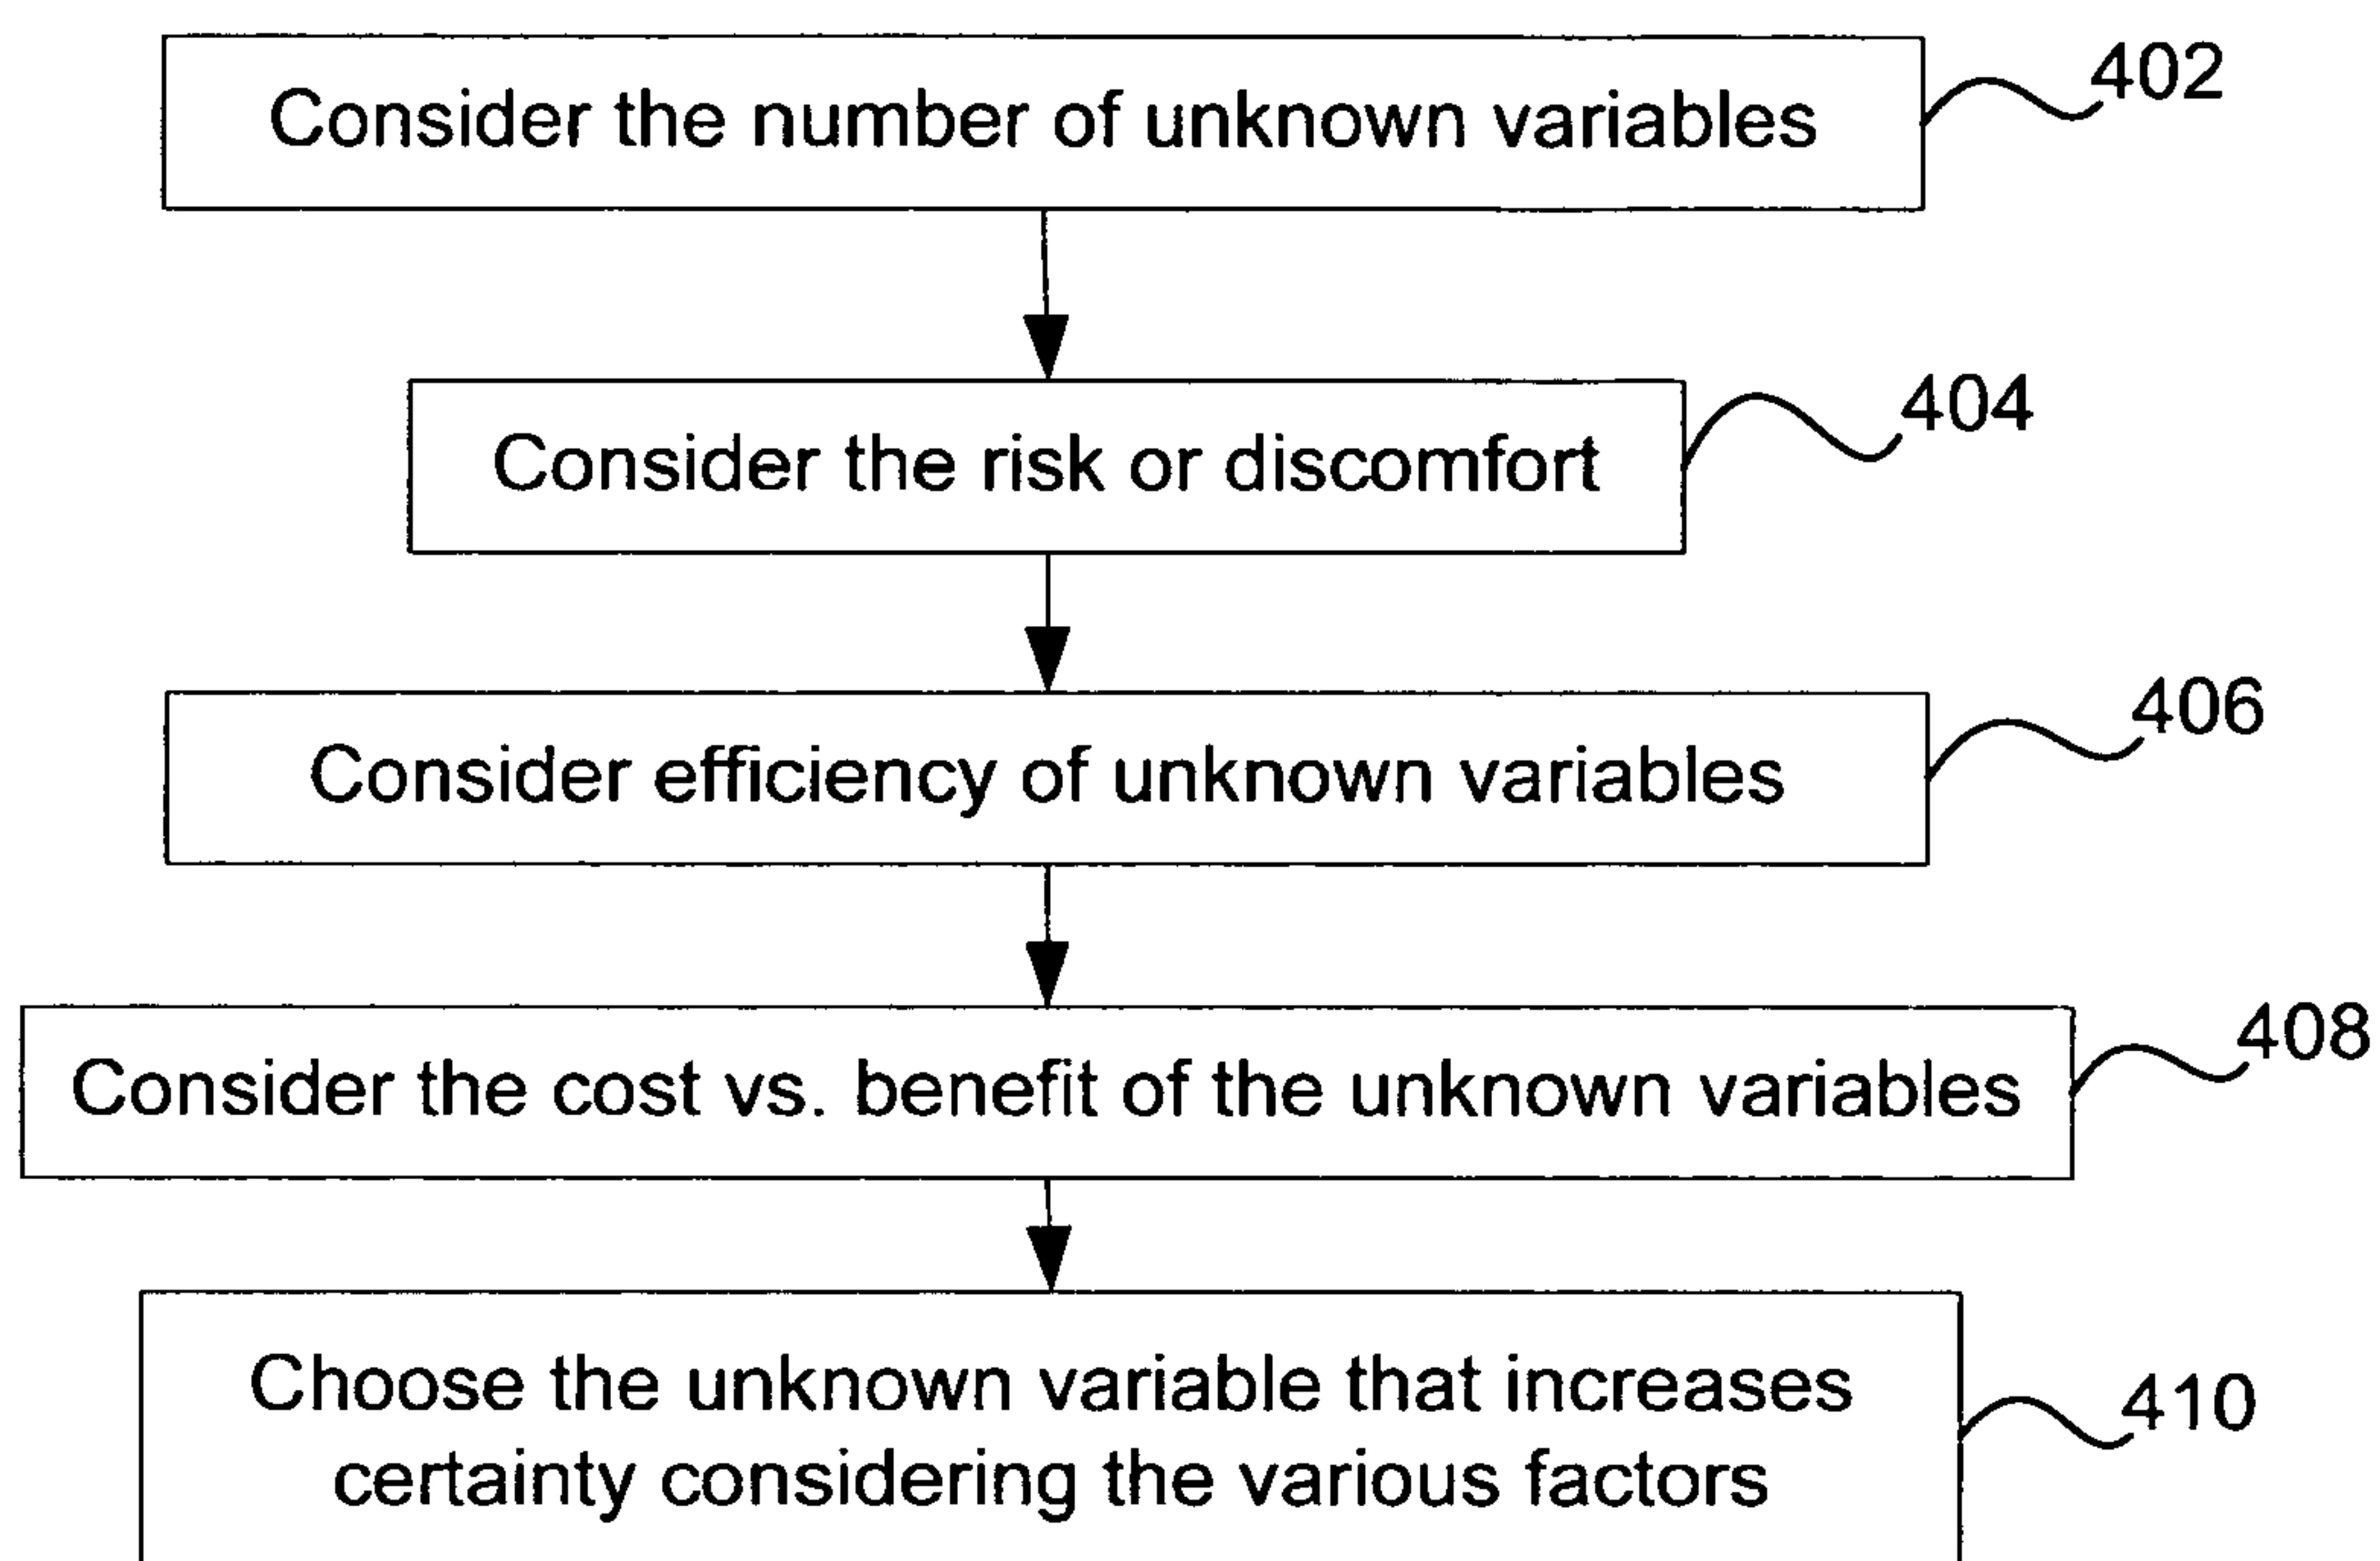 Consider the number of unknown variables
402
Consider the risk or discomfort
404
Consider efficiency of unknown variables
406
Consider the cost vs. benefit of the unknown variables
408
Choose the unknown variable that increases
certainty considering the various factors
410